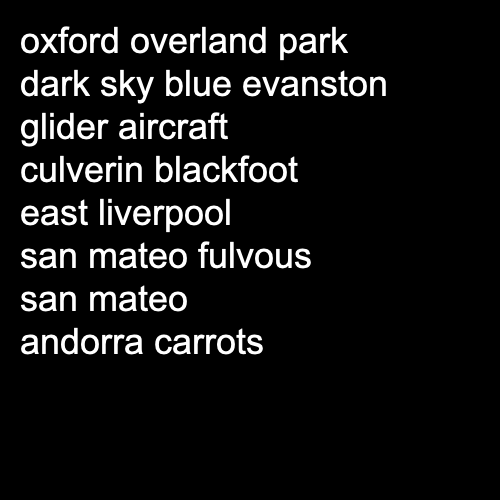 oxford overland park
dark sky blue evanston
glider aircraft
culverin blackfoot
east liverpool
san mateo fulvous
san mateo
andorra carrots